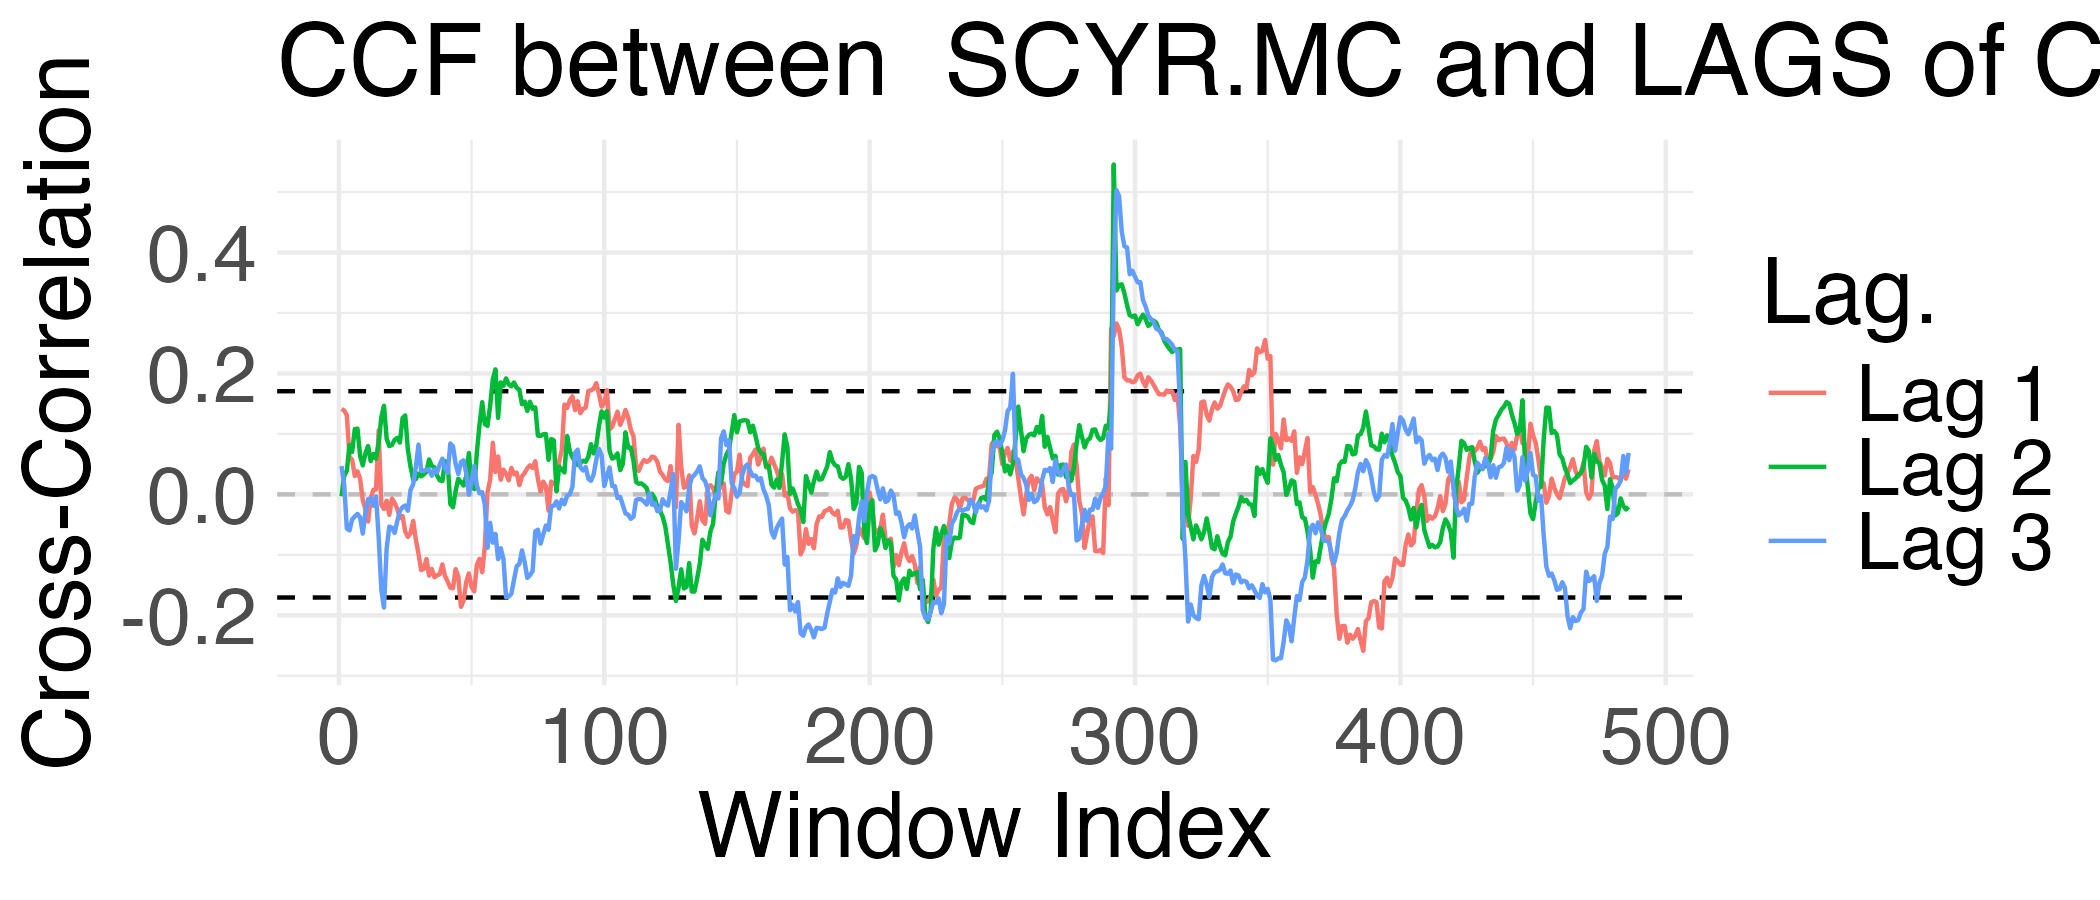 CCF between  SCYR.MC and LAGS of C
Cross-Correlation
0.4
0.2
0.0
-0.2
0 100 200 300 400 500
Window Index
Lag.
Lag 1
Lag 2
Lag 3